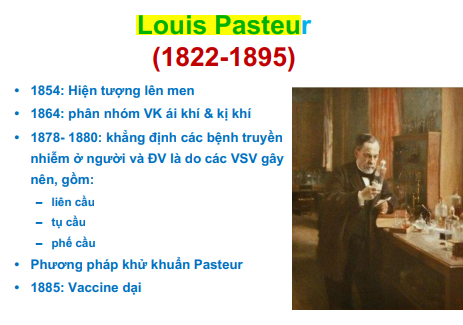 Louis Pasteur
(1822-1895)
• 1854: Hiện tượng lên men
• 1864: phân nhóm VK ái khí & kị khí
• 1878- 1880: khẳng định các bệnh truyền
nhiễm ở người và ĐV là do các VSV gây
nên, gồm:
– liên cầu
– tụ cầu
– phế cầu
• Phương pháp khử khuẩn Pasteur
• 1885: Vaccine dại